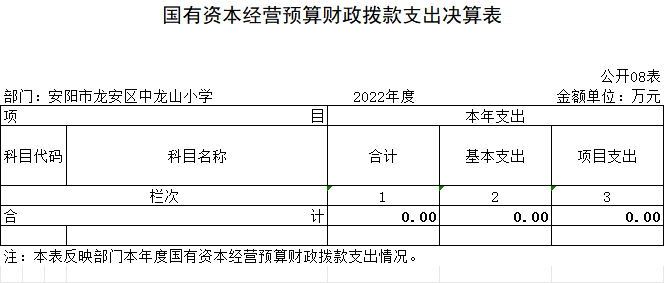 国有资本经营预算财政拨款支出决算表
公开08表
部门：安阳市龙安区中龙山小学 2022年度 金额单位：万元
项 目 本年支出
科目代码 科目名称 合计 基本支出 项目支出
栏次 1 2 3
合 计 0.00 0.00 0.00
注：本表反映部门本年度国有资本经营预算财政拨款支出情况。